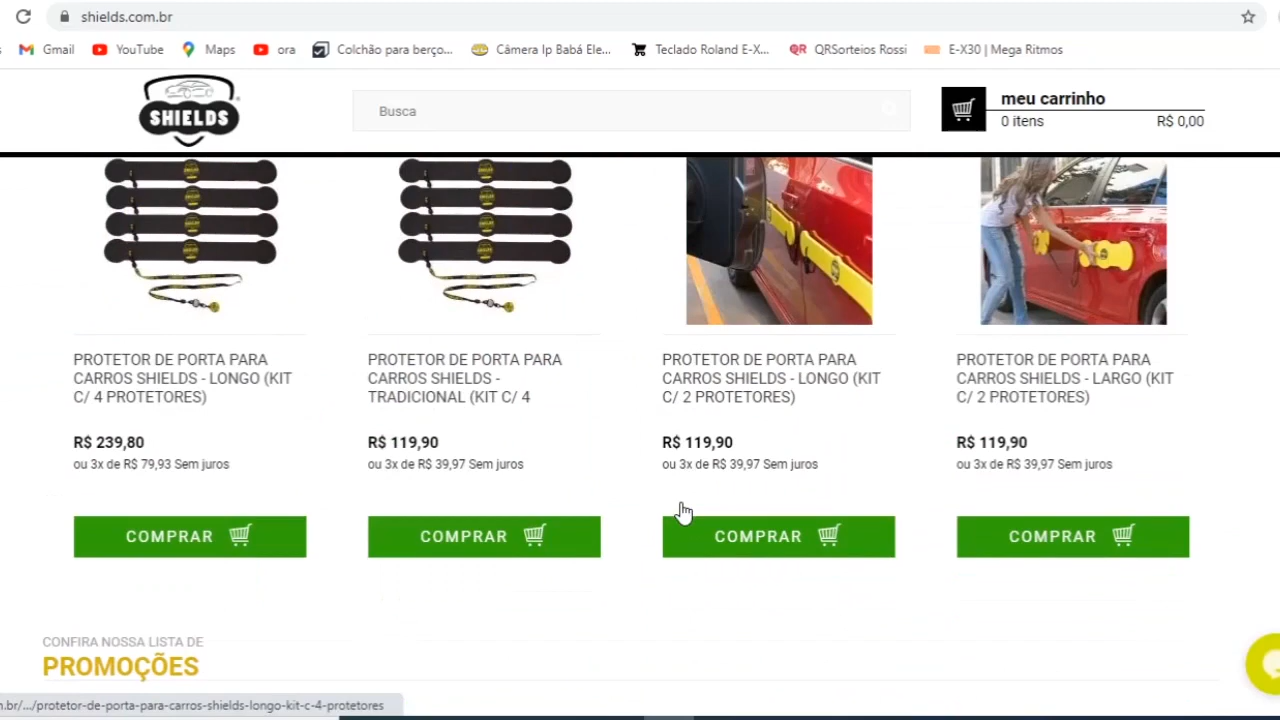 shields.com.br
Gmail
YouTube
Maps
ora
Colchão para berço...
Câmera Ip Babá Ele...
Teclado Roland E-X...
QR
QRSorteios Rossi
E-X30 | Mega Ritmos
SHIELDS
Busca
meu carrinho
0 itens
R$ 0,00
PROTETOR DE PORTA PARA
CARROS SHIELDS - LONGO (KIT
C/ 4 PROTETORES)
R$ 239,80
ou 3x de R$ 79,93 Sem juros
COMPRAR
PROTETOR DE PORTA PARA
CARROS SHIELDS -
TRADICIONAL (KIT C/ 4
R$ 119,90
ou 3x de R$ 39,97 Sem juros
COMPRAR
PROTETOR DE PORTA PARA
CARROS SHIELDS - LONGO (KIT
C/ 2 PROTETORES)
R$ 119,90
ou 3x de R$ 39,97 Sem juros
COMPRAR
PROTETOR DE PORTA PARA
CARROS SHIELDS - LARGO (KIT
C/ 2 PROTETORES)
R$ 119,90
ou 3x de R$ 39,97 Sem juros
COMPRAR
CONFIRA NOSSA LISTA DE
PROMOÇÕES
.br/.../protetor-de-porta-para-carros-shields-longo-kit-c-4-protetores